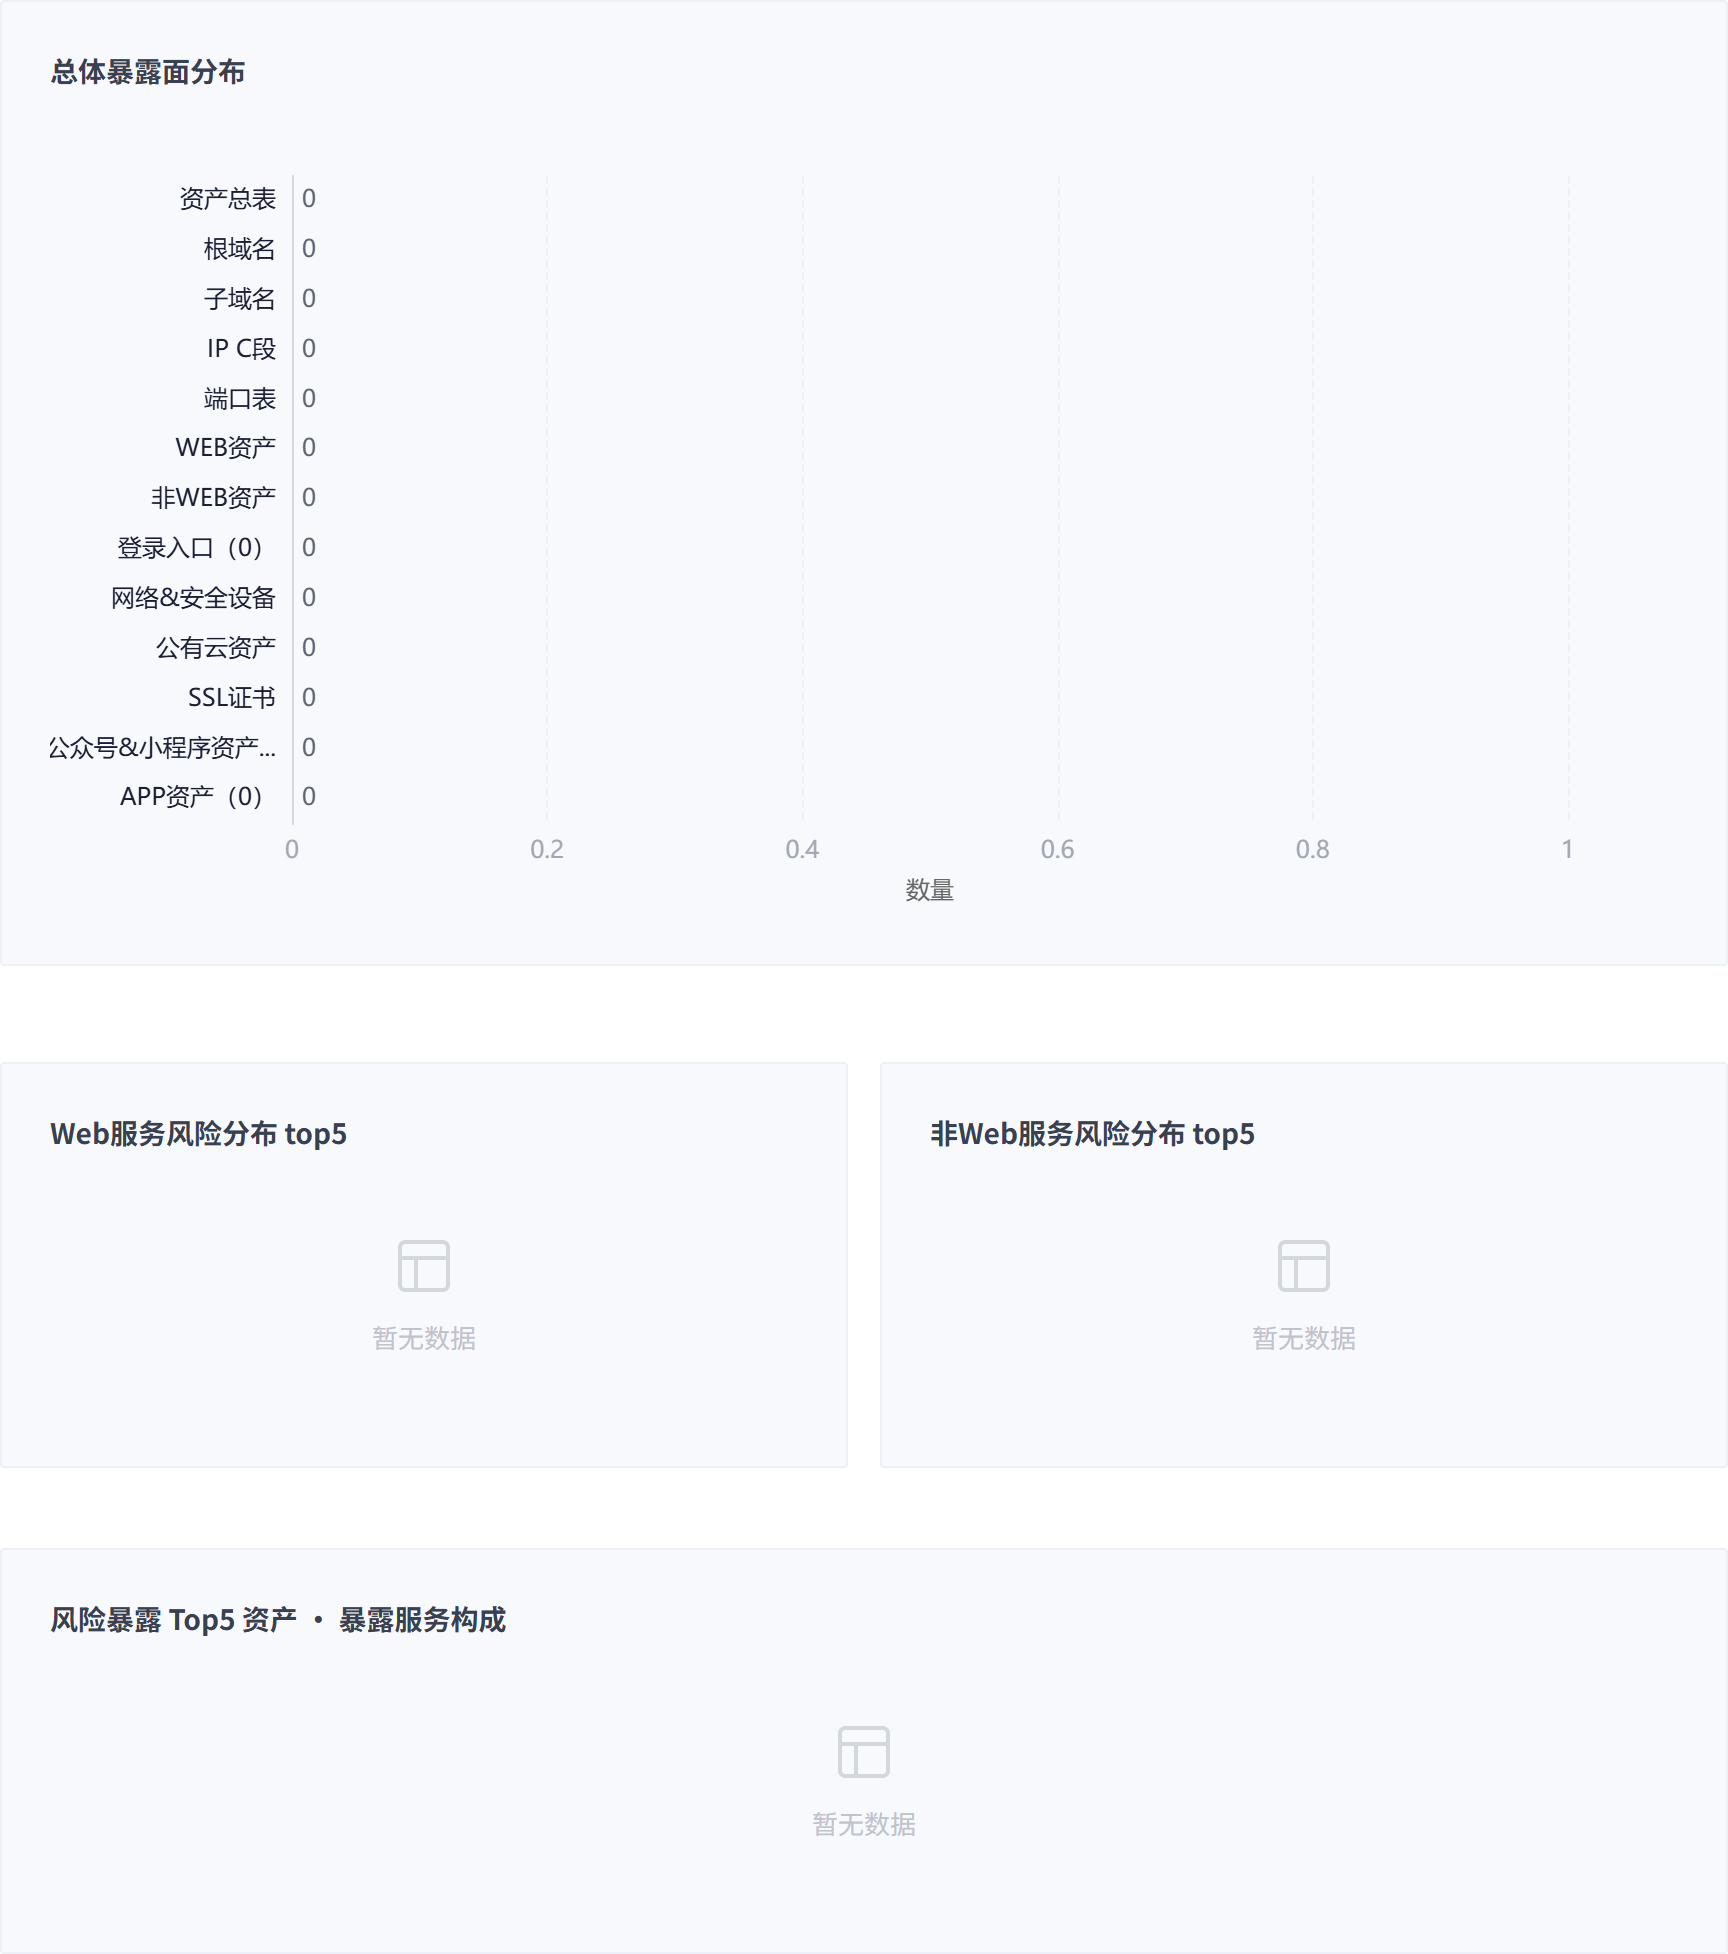 总体暴露面分布
资产总表 0
根域名 0
子域名 0
IP C段 0
端口表 0
WEB资产 0
非WEB资产 0
登录入口（0） 0
网络&安全设备 0
公有云资产 0
SSL证书 0
公众号&小程序资产... 0
APP资产（0） 0
0 0.2 0.4 0.6 0.8 1
数量
Web服务风险分布 top5
暂无数据
非Web服务风险分布 top5
暂无数据
风险暴露 Top5 资产 · 暴露服务构成
暂无数据